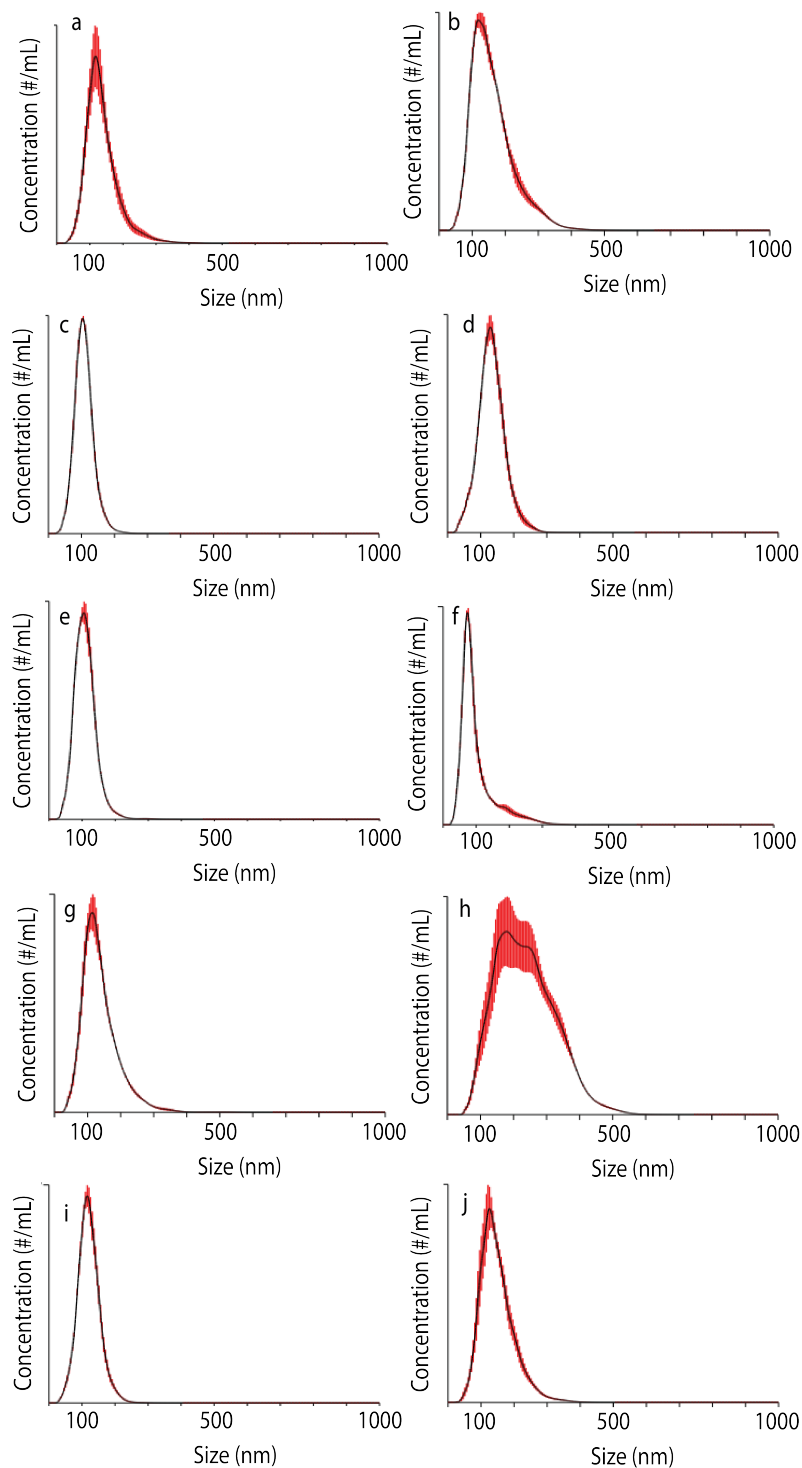 a
Concentration (#/mL)
100 500 1000
Size (nm)
b
Concentration (#/mL)
100 500 1000
Size (nm)
c
Concentration (#/mL)
100 500 1000
Size (nm)
d
Concentration (#/mL)
100 500 1000
Size (nm)
e
Concentration (#/mL)
100 500 1000
Size (nm)
f
Concentration (#/mL)
100 500 1000
Size (nm)
g
Concentration (#/mL)
100 500 1000
Size (nm)
h
Concentration (#/mL)
100 500 1000
Size (nm)
i
Concentration (#/mL)
100 500 1000
Size (nm)
j
Concentration (#/mL)
100 500 1000
Size (nm)